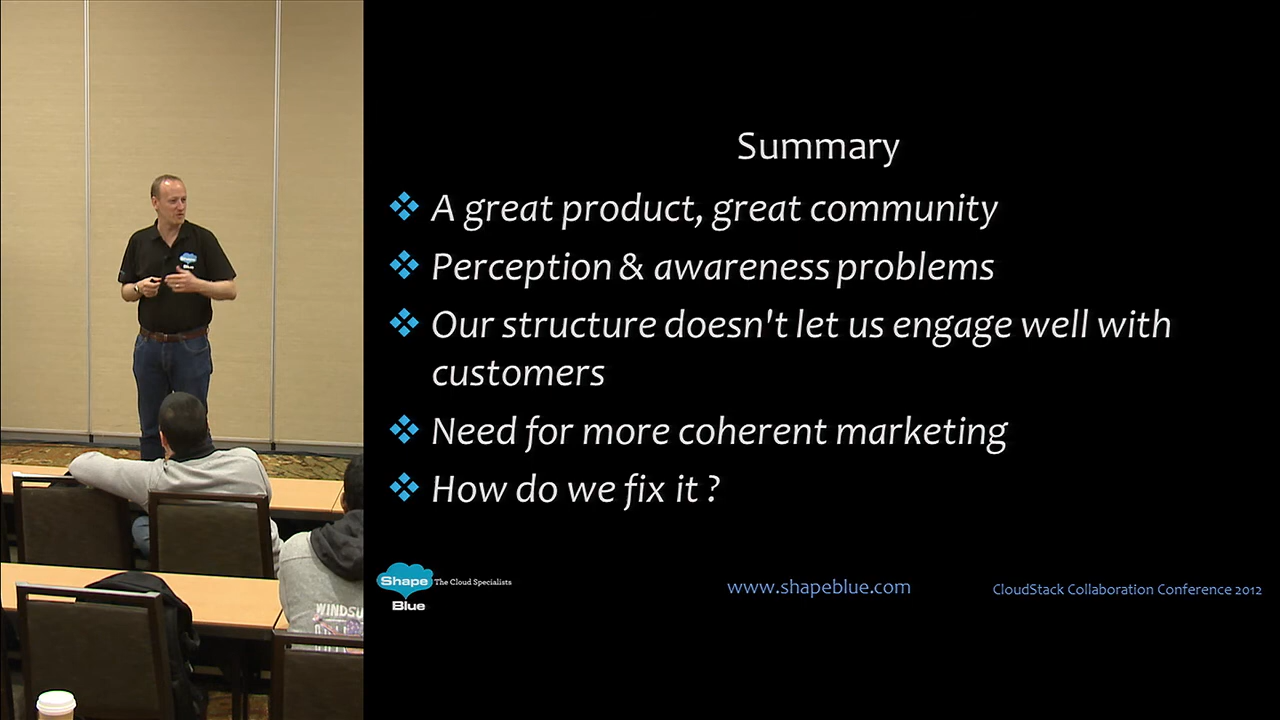 Summary
A great product, great community
Perception & awareness problems
Our structure doesn't let us engage well with
customers
Need for more coherent marketing
How do we fix it ?
Shape
Blue
The Cloud Specialists
www.shapeblue.com
CloudStack Collaboration Conference 2012